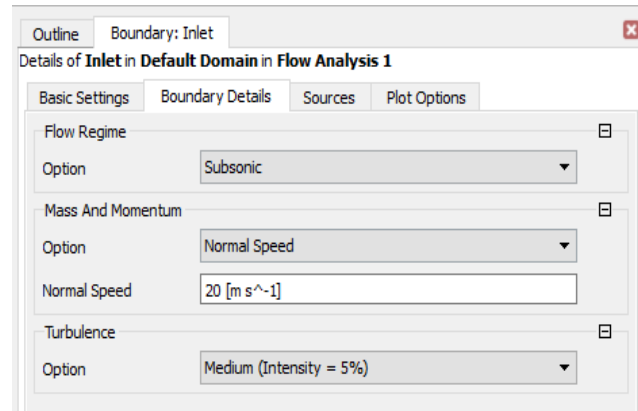 Outline Boundary: Inlet
Details of Inlet in Default Domain in Flow Analysis 1
Basic Settings Boundary Details Sources Plot Options
Flow Regime
Option Subsonic
Mass And Momentum
Option Normal Speed
Normal Speed 20 [m s^-1]
Turbulence
Option Medium (Intensity = 5%)